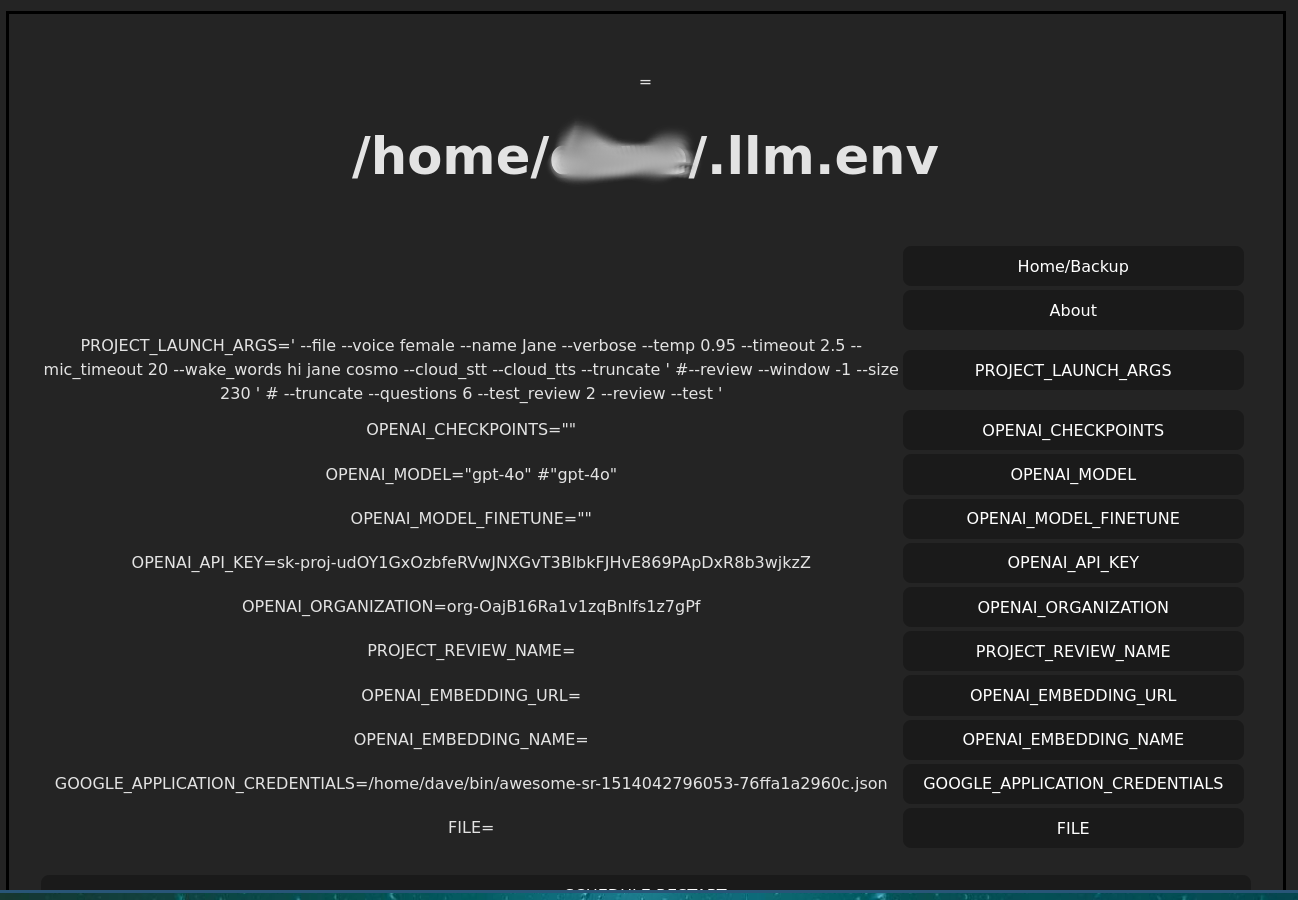 =
/home/ /.llm.env
Home/Backup
About
PROJECT_LAUNCH_ARGS=' --file --voice female --name Jane --verbose --temp 0.95 --timeout 2.5 --
mic_timeout 20 --wake_words hi jane cosmo --cloud_stt --cloud_tts --truncate ' #--review --window -1 --size
230 ' # --truncate --questions 6 --test_review 2 --review --test '
PROJECT_LAUNCH_ARGS
OPENAI_CHECKPOINTS=""
OPENAI_CHECKPOINTS
OPENAI_MODEL="gpt-4o" #"gpt-4o"
OPENAI_MODEL
OPENAI_MODEL_FINETUNE=""
OPENAI_MODEL_FINETUNE
OPENAI_API_KEY=sk-proj-udOY1GxOzbfeRVwJNXGvT3BlbkFJHvE869PApDxR8b3wjkzZ
OPENAI_API_KEY
OPENAI_ORGANIZATION=org-OajB16Ra1v1zqBnlfs1z7gPf
OPENAI_ORGANIZATION
PROJECT_REVIEW_NAME=
PROJECT_REVIEW_NAME
OPENAI_EMBEDDING_URL=
OPENAI_EMBEDDING_URL
OPENAI_EMBEDDING_NAME=
OPENAI_EMBEDDING_NAME
GOOGLE_APPLICATION_CREDENTIALS=/home/dave/bin/awesome-sr-1514042796053-76ffa1a2960c.json
GOOGLE_APPLICATION_CREDENTIALS
FILE=
FILE